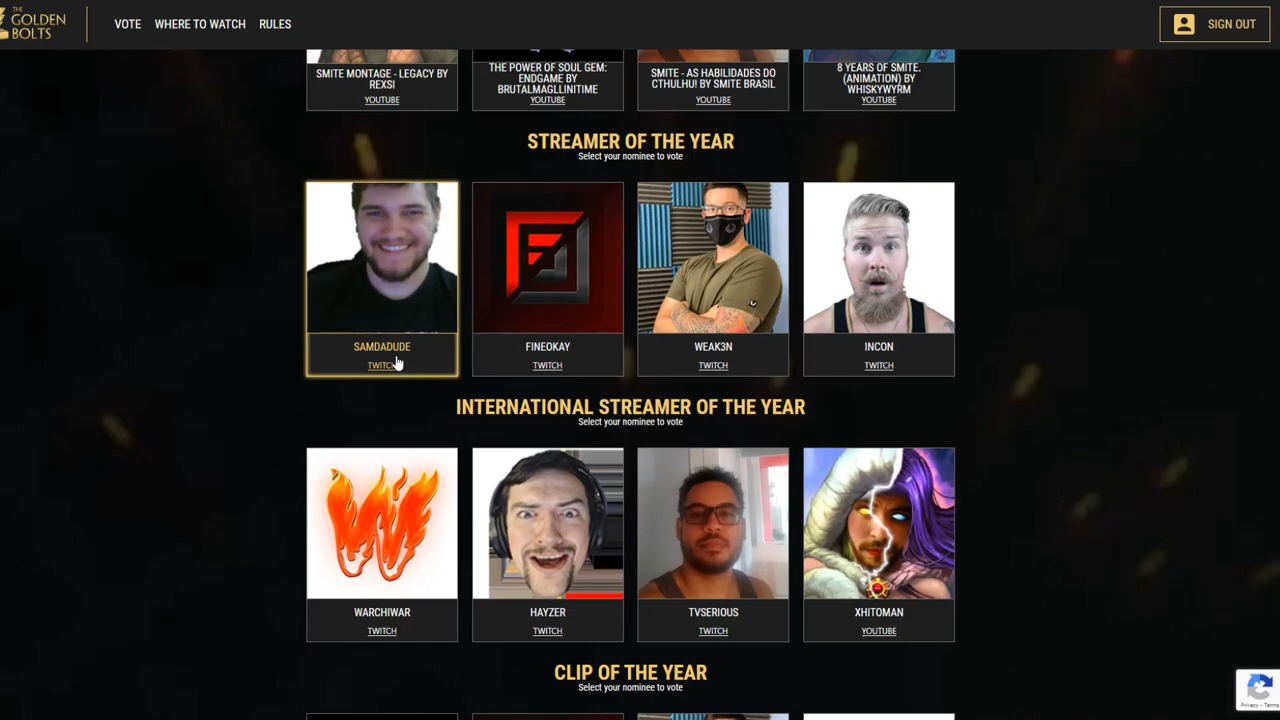 THE
GOLDEN
BOLTS
VOTE
WHERE TO WATCH
RULES
SIGN OUT
SMITE MONTAGE - LEGACY BY
REXSI
YOUTUBE
THE POWER OF SOUL GEM:
ENDGAME BY
BRUTALMAGLLINITIME
YOUTUBE
SMITE - AS HABILIDADES DO
CTHULHU! BY SMITE BRASIL
YOUTUBE
8 YEARS OF SMITE.
(ANIMATION) BY
WHISKYWYRM
YOUTUBE
STREAMER OF THE YEAR
Select your nominee to vote
SAMDADUDE
TWITCH
FINEOKAY
TWITCH
WEAK3N
TWITCH
INCON
TWITCH
INTERNATIONAL STREAMER OF THE YEAR
Select your nominee to vote
WARCHIWAR
TWITCH
HAYZER
TWITCH
TVSERIOUS
TWITCH
XHITOMAN
YOUTUBE
CLIP OF THE YEAR
Select your nominee to vote
Privacy - Terms